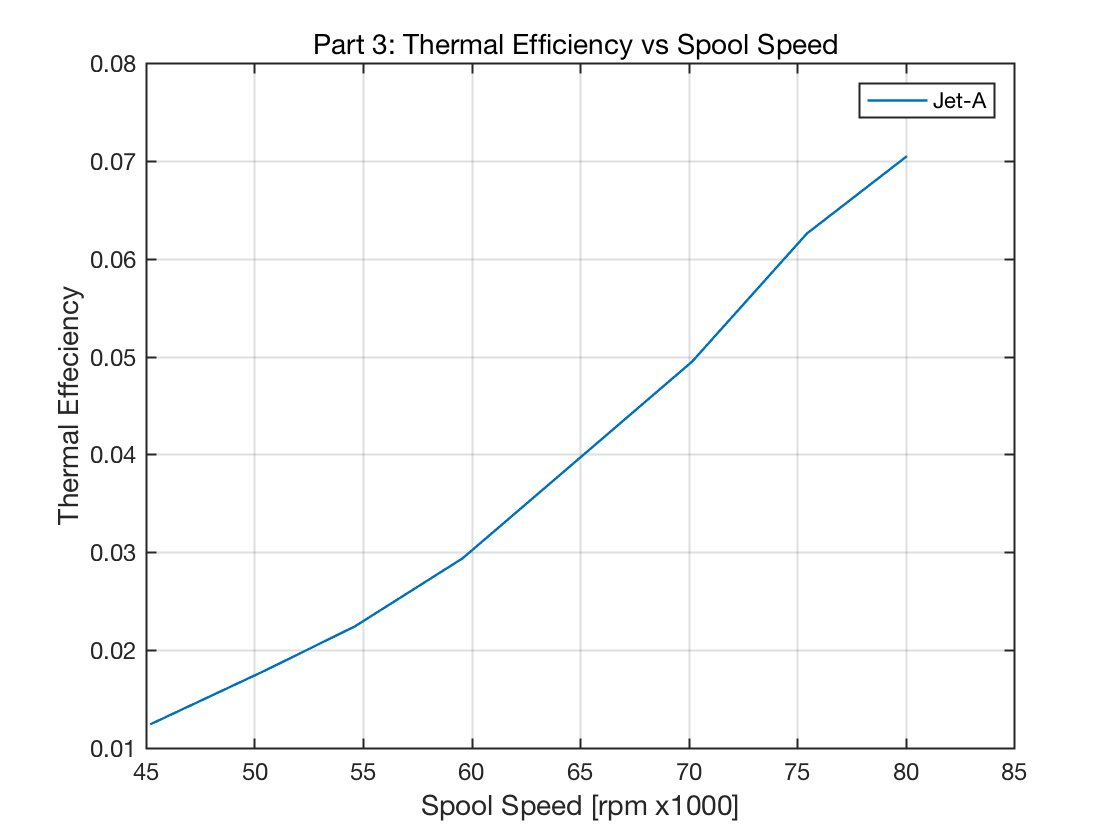 Part 3: Thermal Efficiency vs Spool Speed
Jet-A
Thermal Effeciency
0.08
0.07
0.06
0.05
0.04
0.03
0.02
0.01
45 50 55 60 65 70 75 80 85
Spool Speed [rpm x1000]